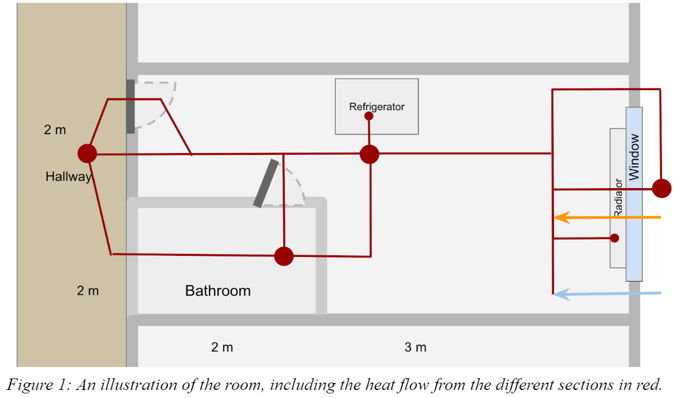 Refrigerator
2 m
Hallway
Window
Radiator
2 m
Bathroom
2 m
3 m
Figure 1: An illustration of the room, including the heat flow from the different sections in red.